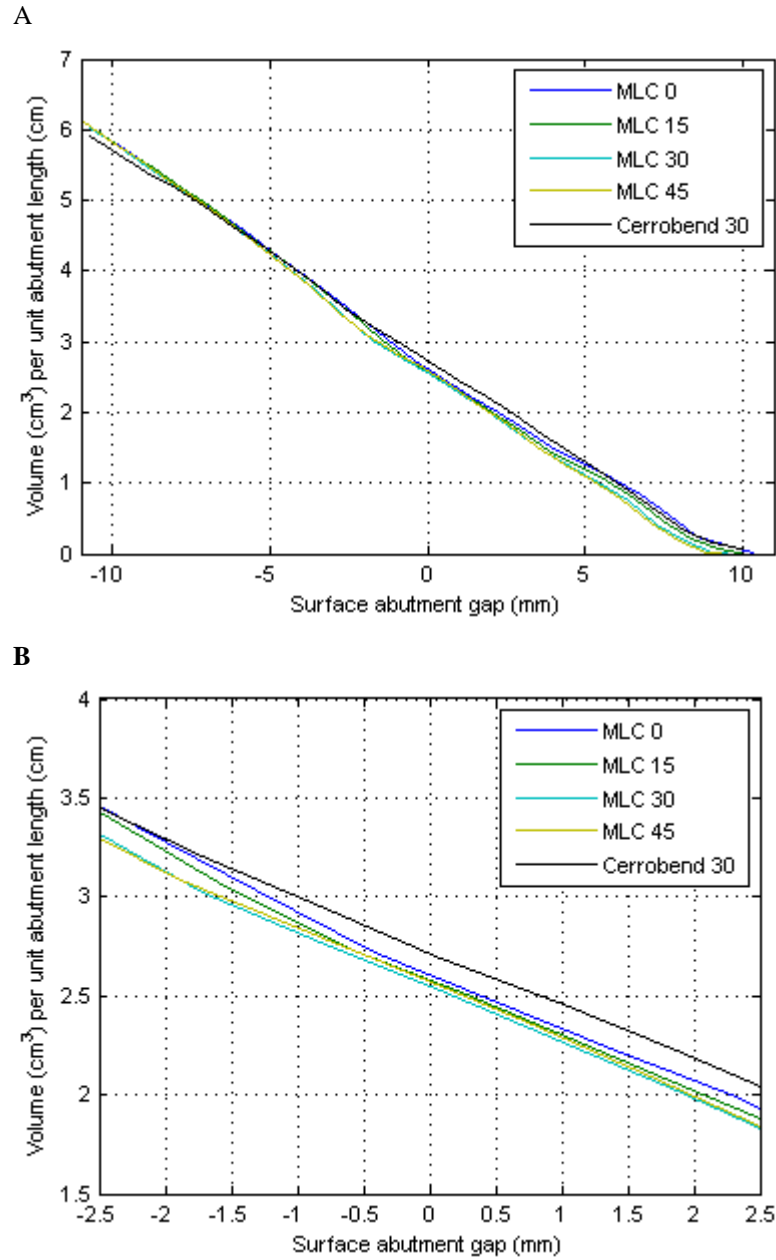 A
7
6
5
4
3
2
1
0
Volume (cm³) per unit abutment length (cm)
MLC 0
MLC 15
MLC 30
MLC 45
Cerrobend 30
-10 -5 0 5 10
Surface abutment gap (mm)
B
4
3.5
3
2.5
2
1.5
Volume (cm³) per unit abutment length (cm)
MLC 0
MLC 15
MLC 30
MLC 45
Cerrobend 30
-2.5 -2 -1.5 -1 -0.5 0 0.5 1 1.5 2 2.5
Surface abutment gap (mm)